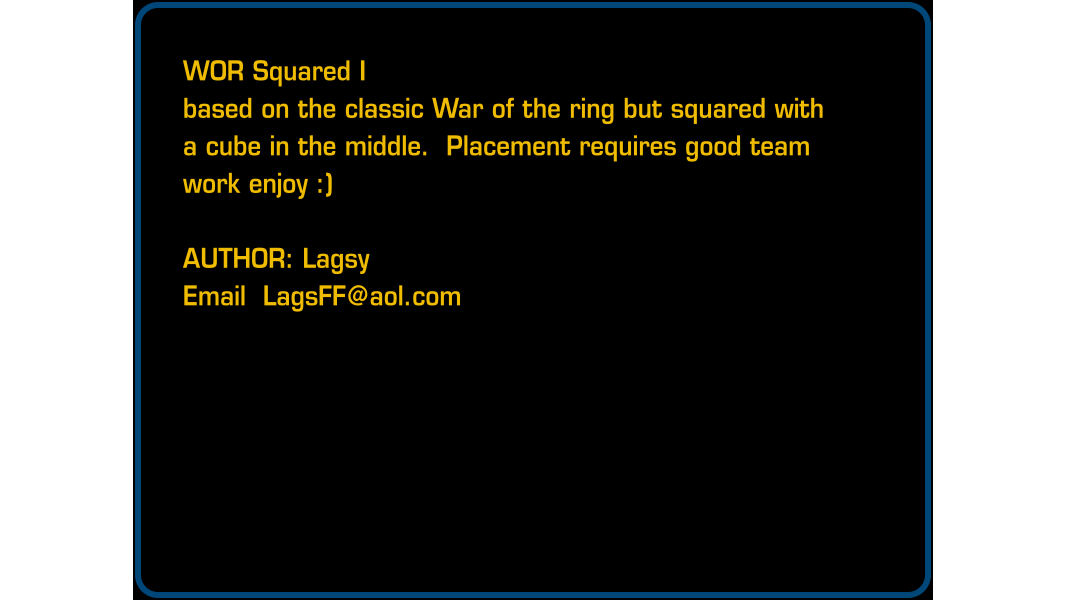 WOR Squared I
based on the classic War of the ring but squared with
a cube in the middle.  Placement requires good team
work enjoy :)
AUTHOR: Lagsy
Email  LagsFF@aol.com